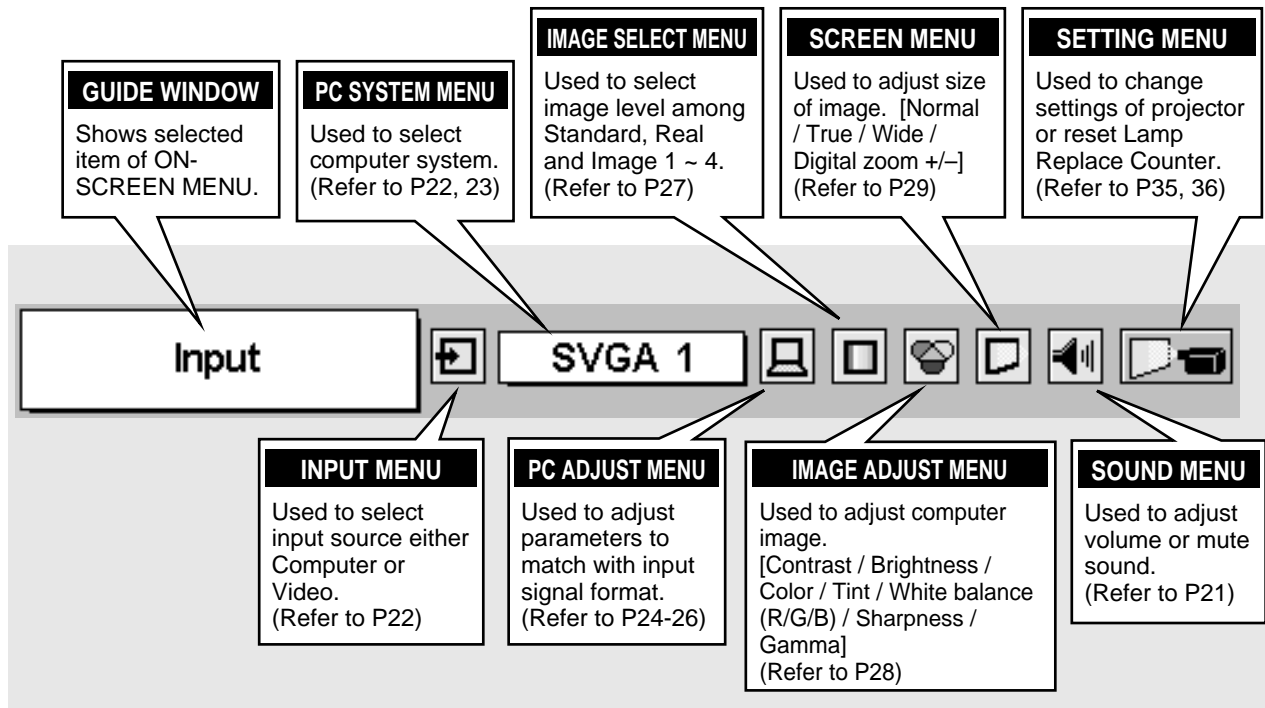 GUIDE WINDOW
Shows selected
item of ON-
SCREEN MENU.
PC SYSTEM MENU
Used to select
computer system.
(Refer to P22, 23)
IMAGE SELECT MENU
Used to select
image level among
Standard, Real
and Image 1 ~ 4.
(Refer to P27)
SCREEN MENU
Used to adjust size
of image.  [Normal
/ True / Wide /
Digital zoom +/–]
(Refer to P29)
SETTING MENU
Used to change
settings of projector
or reset Lamp
Replace Counter.
(Refer to P35, 36)
Input
SVGA 1
INPUT MENU
Used to select
input source either
Computer or
Video.
(Refer to P22)
PC ADJUST MENU
Used to adjust
parameters to
match with input
signal format.
(Refer to P24-26)
IMAGE ADJUST MENU
Used to adjust computer
image.
[Contrast / Brightness /
Color / Tint / White balance
(R/G/B) / Sharpness /
Gamma]
(Refer to P28)
SOUND MENU
Used to adjust
volume or mute
sound.
(Refer to P21)